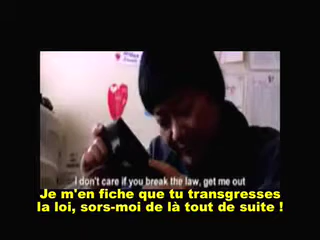 I don't care if you break the law, get me out
Je m'en fiche que tu transgresses
la loi, sors-moi de là tout de suite !